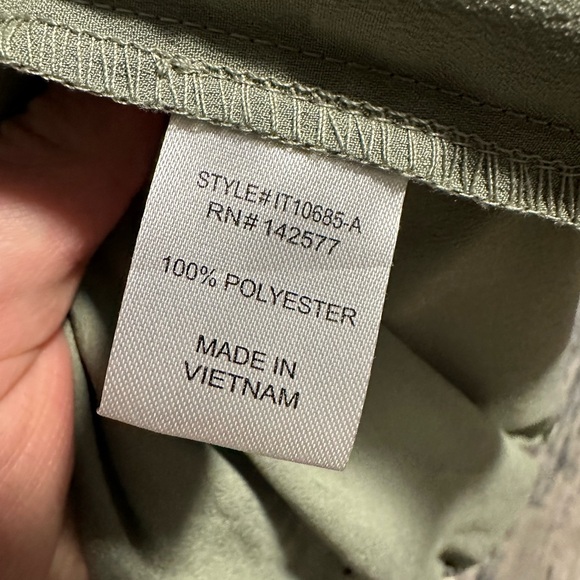 STYLE# IT10685-A
RN# 142577
100% POLYESTER
MADE IN
VIETNAM